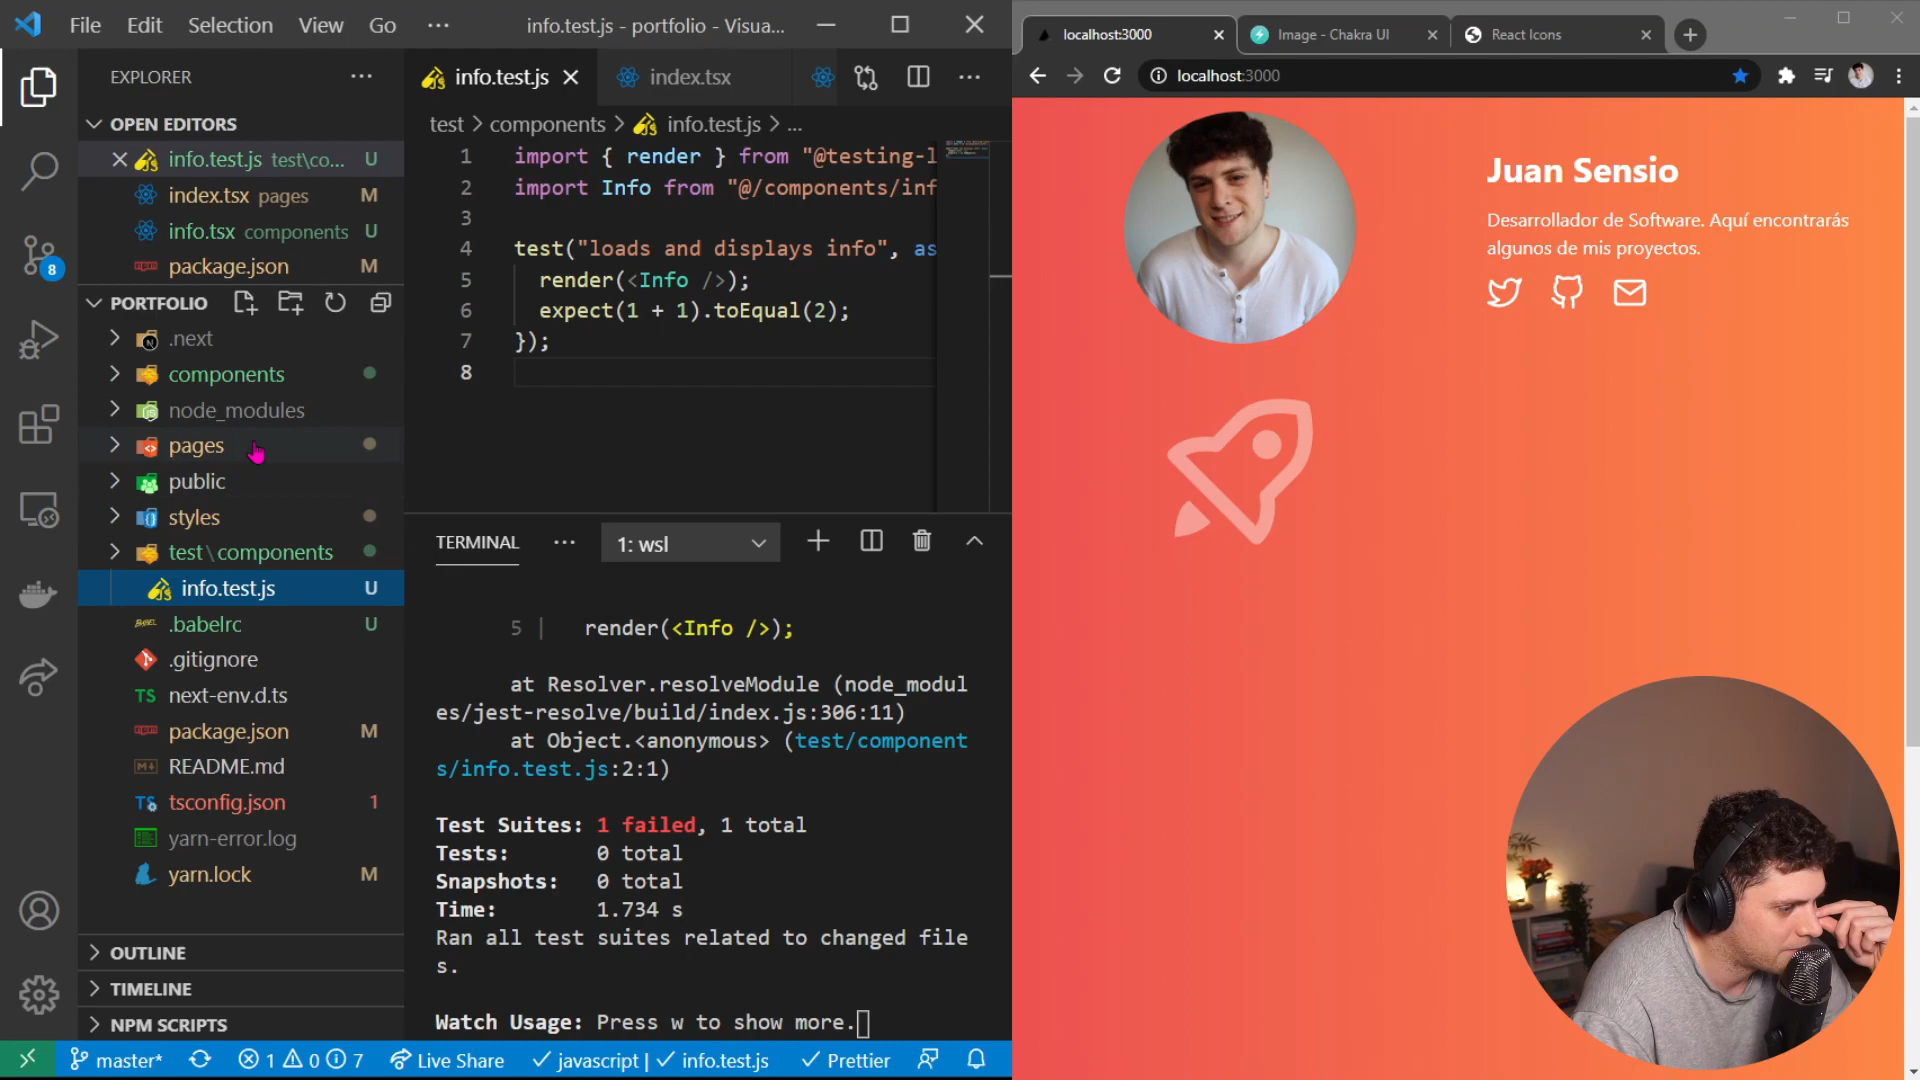 File Edit Selection View Go ··· info.test.js - portfolio - Visua...
EXPLORER ···
OPEN EDITORS
info.test.js test\co... U
index.tsx pages M
info.tsx components U
package.json M
PORTFOLIO
.next
components
node_modules
pages
public
styles
test\components
info.test.js U
.babelrc U
.gitignore
TS next-env.d.ts
package.json M
README.md
tsconfig.json 1
yarn-error.log
yarn.lock M
OUTLINE
TIMELINE
NPM SCRIPTS
8
info.test.js index.tsx
test > components > info.test.js > ...
1 import { render } from "@testing-l
2 import Info from "@/components/inf
3
4 test("loads and displays info", as
5 render(<Info />);
6 expect(1 + 1).toEqual(2);
7 });
8
TERMINAL ··· 1: wsl
5 | render(<Info />);
at Resolver.resolveModule (node_modul
es/jest-resolve/build/index.js:306:11)
at Object.<anonymous> (test/component
s/info.test.js:2:1)
Test Suites: 1 failed, 1 total
Tests: 0 total
Snapshots: 0 total
Time: 1.734 s
Ran all test suites related to changed file
s.
Watch Usage: Press w to show more.
master* 1 0 7 Live Share javascript | info.test.js Prettier
localhost:3000 Image - Chakra UI React Icons
localhost:3000
Juan Sensio
Desarrollador de Software. Aquí encontrarás
algunos de mis proyectos.